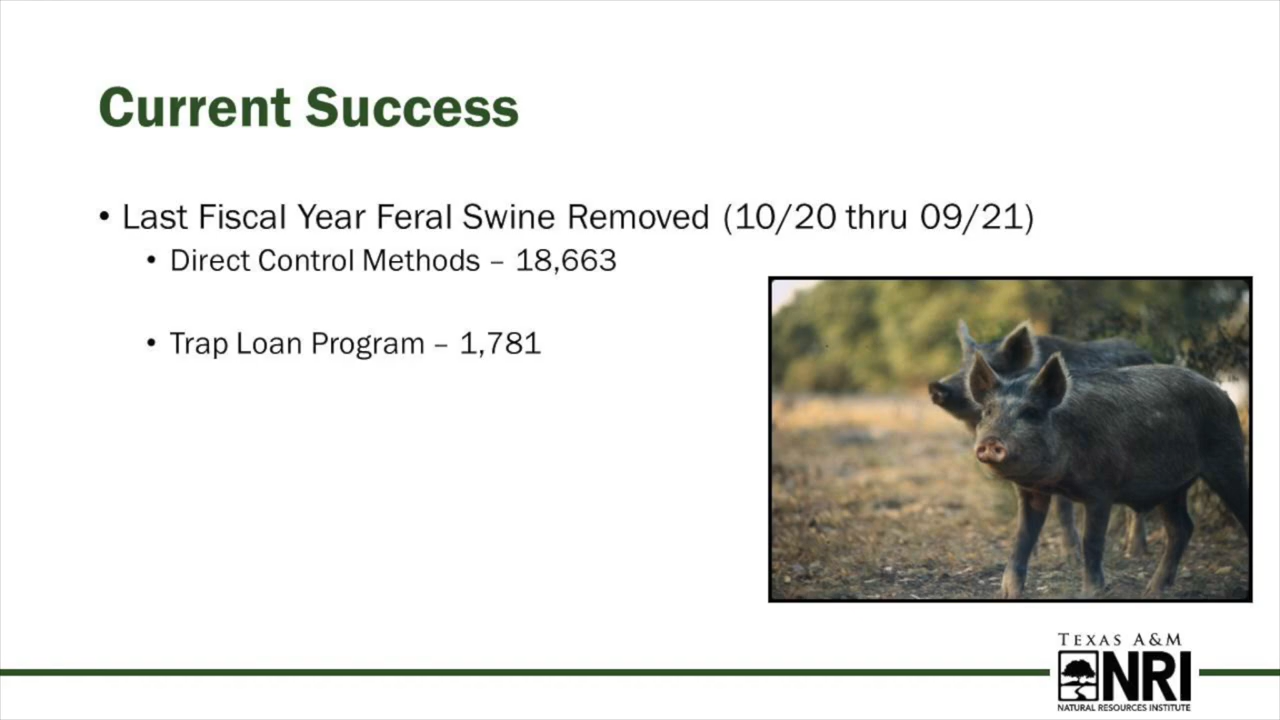 Current Success
• Last Fiscal Year Feral Swine Removed (10/20 thru 09/21)
• Direct Control Methods – 18,663
• Trap Loan Program – 1,781
TEXAS A&M
NRI
NATURAL RESOURCES INSTITUTE